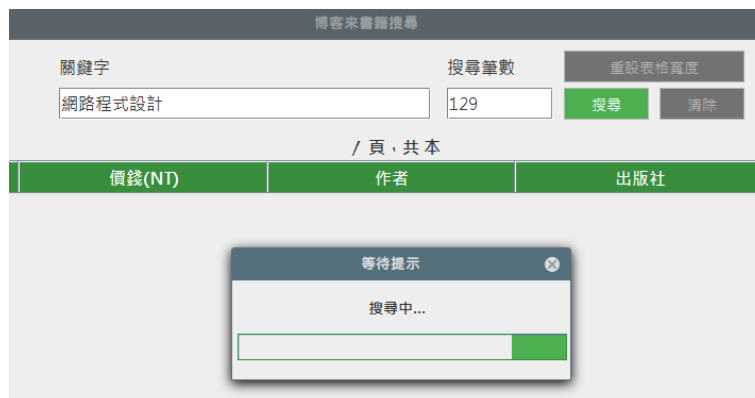 博客來書籍搜尋
關鍵字 搜尋筆數 重設表格寬度
網路程式設計 129 搜尋 清除
/ 頁，共 本
價錢(NT) 作者 出版社
等待提示
搜尋中...